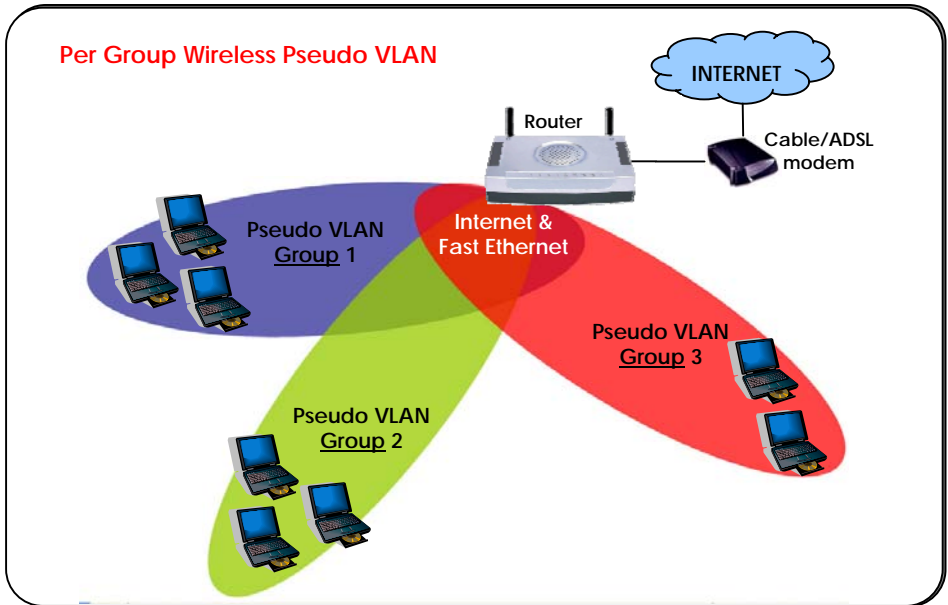 Per Group Wireless Pseudo VLAN
INTERNET
Router
Cable/ADSL
modem
Internet &
Fast Ethernet
Pseudo VLAN
Group 1
Pseudo VLAN
Group 3
Pseudo VLAN
Group 2